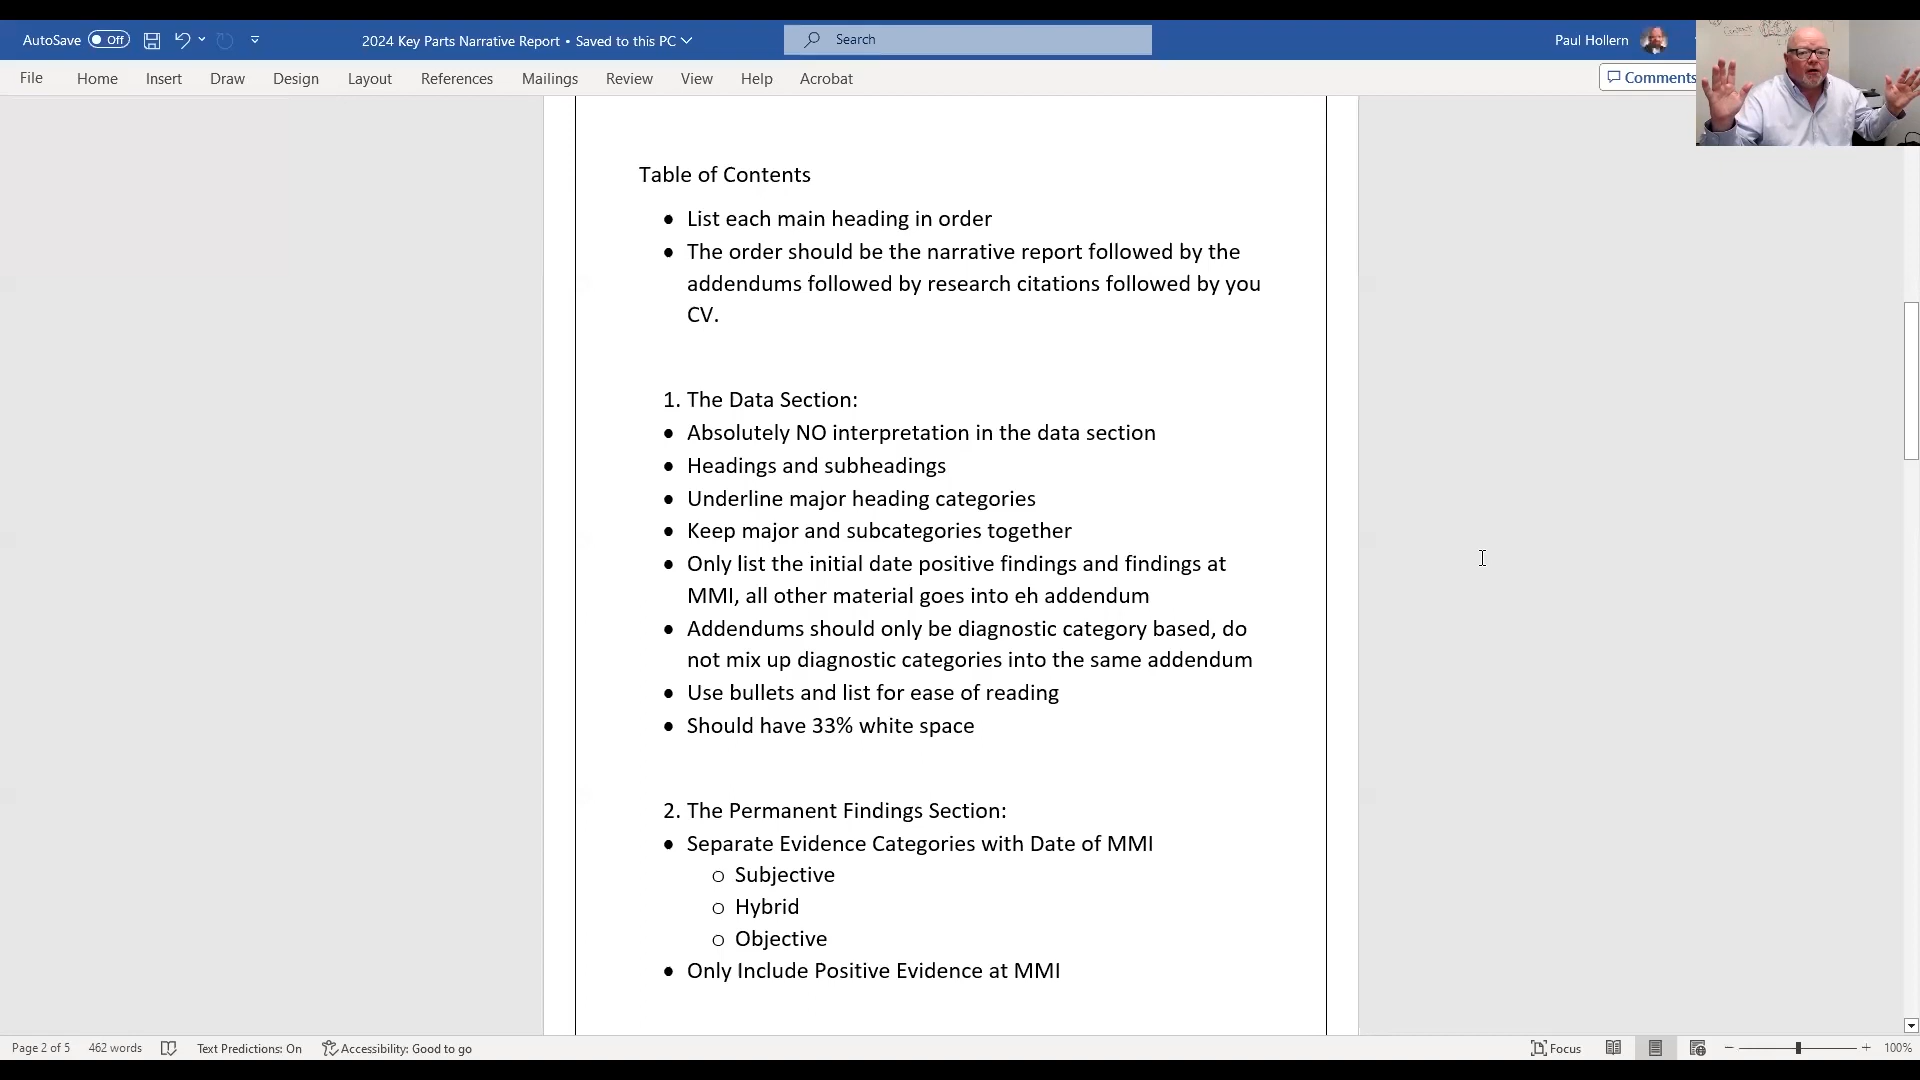 AutoSave Off 2024 Key Parts Narrative Report • Saved to this PC Search Paul Hollern
File Home Insert Draw Design Layout References Mailings Review View Help Acrobat Comments
Table of Contents
• List each main heading in order
• The order should be the narrative report followed by the
addendums followed by research citations followed by you
CV.
1. The Data Section:
• Absolutely NO interpretation in the data section
• Headings and subheadings
• Underline major heading categories
• Keep major and subcategories together
• Only list the initial date positive findings and findings at
MMI, all other material goes into eh addendum
• Addendums should only be diagnostic category based, do
not mix up diagnostic categories into the same addendum
• Use bullets and list for ease of reading
• Should have 33% white space
2. The Permanent Findings Section:
• Separate Evidence Categories with Date of MMI
o Subjective
o Hybrid
o Objective
• Only Include Positive Evidence at MMI
Page 2 of 5 462 words Text Predictions: On Accessibility: Good to go Focus 100%